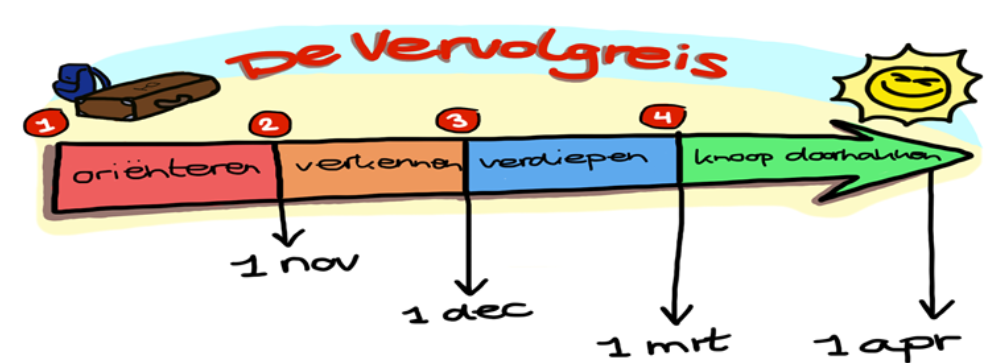 De Vervolgreis
1 2 3 4
oriënteren verkennen verdiepen knoop doorhakken
1 nov
1 dec
1 mrt 1 apr